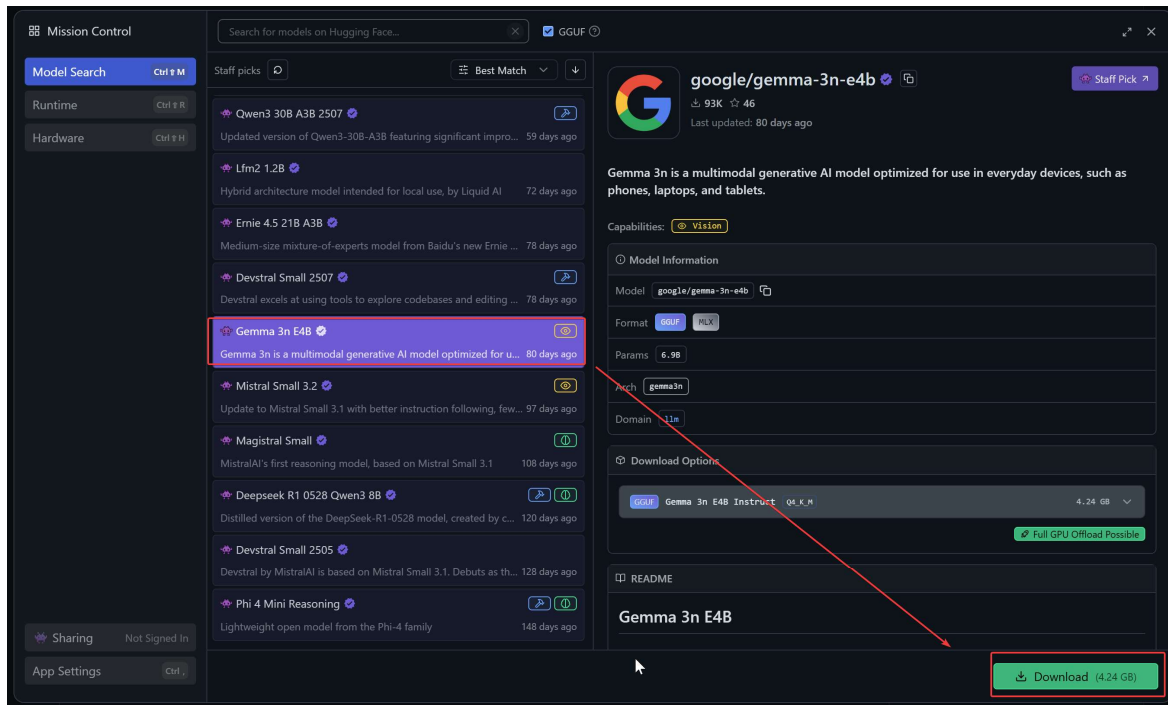 Mission Control
Model Search Ctrl ⇧ M
Runtime Ctrl ⇧ R
Hardware Ctrl ⇧ H
Sharing Not Signed In
App Settings Ctrl ,
Search for models on Hugging Face...
GGUF
Staff picks
Best Match
Qwen3 30B A3B 2507
Updated version of Qwen3-30B-A3B featuring significant impro... 59 days ago
Lfm2 1.2B
Hybrid architecture model intended for local use, by Liquid AI 72 days ago
Ernie 4.5 21B A3B
Medium-size mixture-of-experts model from Baidu's new Ernie ... 78 days ago
Devstral Small 2507
Devstral excels at using tools to explore codebases and editing ... 78 days ago
Gemma 3n E4B
Gemma 3n is a multimodal generative AI model optimized for u... 80 days ago
Mistral Small 3.2
Update to Mistral Small 3.1 with better instruction following, few... 97 days ago
Magistral Small
MistralAI's first reasoning model, based on Mistral Small 3.1 108 days ago
Deepseek R1 0528 Qwen3 8B
Distilled version of the DeepSeek-R1-0528 model, created by c... 120 days ago
Devstral Small 2505
Devstral by MistralAI is based on Mistral Small 3.1. Debuts as th... 128 days ago
Phi 4 Mini Reasoning
Lightweight open model from the Phi-4 family 148 days ago
google/gemma-3n-e4b
Staff Pick
93K 46
Last updated: 80 days ago
Gemma 3n is a multimodal generative AI model optimized for use in everyday devices, such as
phones, laptops, and tablets.
Capabilities: Vision
Model Information
Model google/gemma-3n-e4b
Format GGUF MLX
Params 6.9B
Arch gemma3n
Domain llm
Download Options
GGUF Gemma 3n E4B Instruct Q4_K_M 4.24 GB
Full GPU Offload Possible
README
Gemma 3n E4B
Download (4.24 GB)